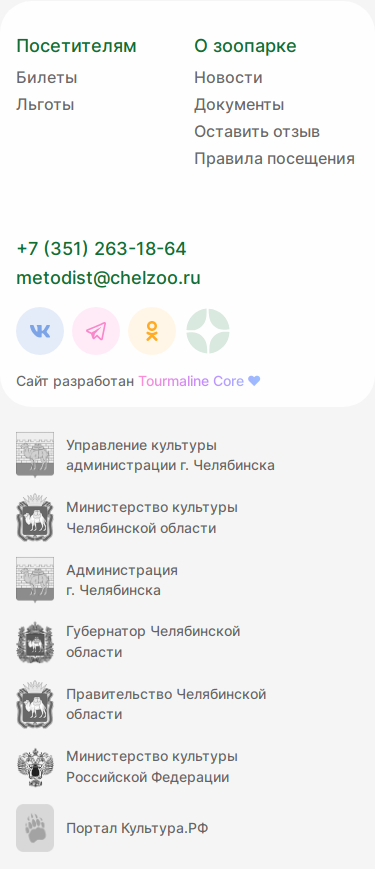 Посетителям
Билеты
Льготы
О зоопарке
Новости
Документы
Оставить отзыв
Правила посещения
+7 (351) 263-18-64
metodist@chelzoo.ru
Сайт разработан Tourmaline Core
Управление культуры
администрации г. Челябинска
Министерство культуры
Челябинской области
Администрация
г. Челябинска
Губернатор Челябинской
области
Правительство Челябинской
области
Министерство культуры
Российской Федерации
Портал Культура.РФ